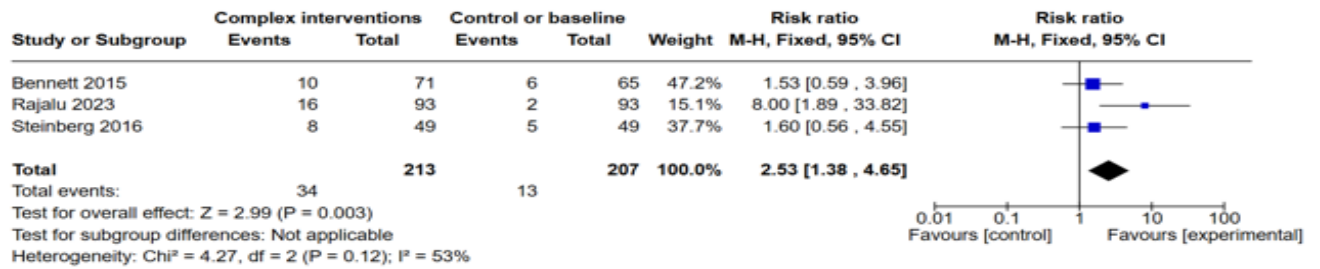 Complex interventions Control or baseline Risk ratio Risk ratio
Study or Subgroup Events Total Events Total Weight M-H, Fixed, 95% CI M-H, Fixed, 95% CI
Bennett 2015 10 71 6 65 47.2% 1.53 [0.59 , 3.96]
Rajalu 2023 16 93 2 93 15.1% 8.00 [1.89 , 33.82]
Steinberg 2016 8 49 5 49 37.7% 1.60 [0.56 , 4.55]
Total 213 207 100.0% 2.53 [1.38 , 4.65]
Total events: 34 13
Test for overall effect: Z = 2.99 (P = 0.003)
0.01 0.1 1 10 100
Test for subgroup differences: Not applicable
Favours [control] Favours [experimental]
Heterogeneity: Chi² = 4.27, df = 2 (P = 0.12); I² = 53%